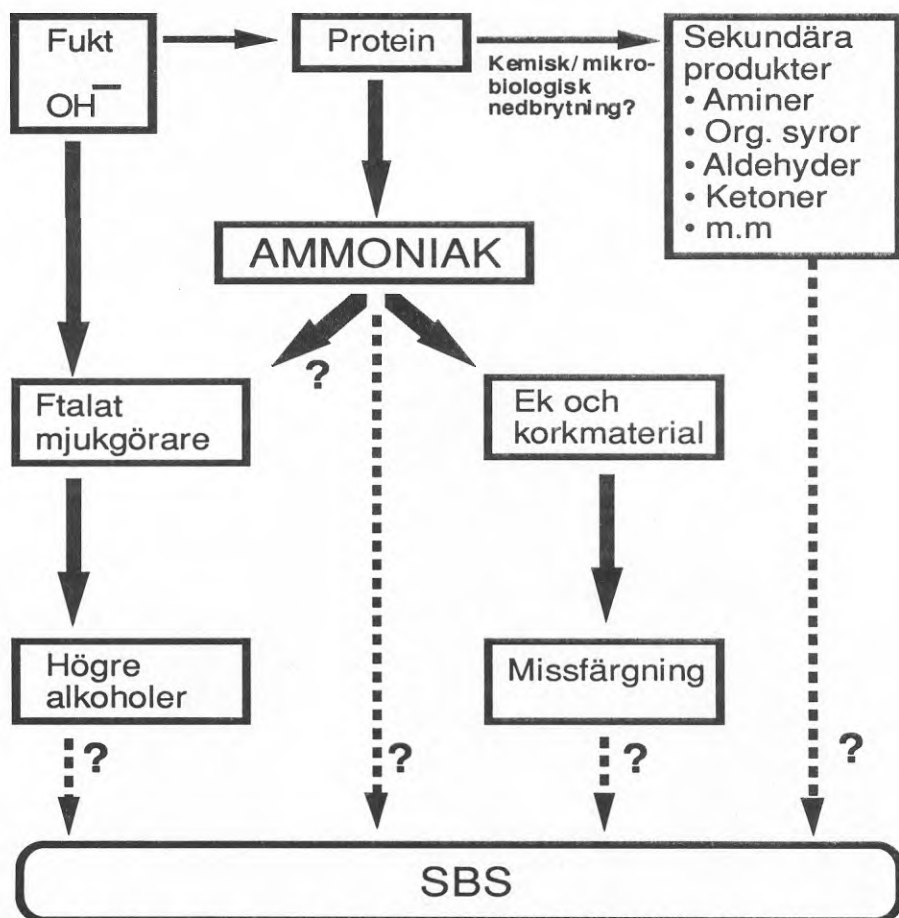 Fukt
OH⁻
Protein
Kemisk/mikro-
biologisk
nedbrytning?
Sekundära
produkter
• Aminer
• Org. syror
• Aldehyder
• Ketoner
• m.m
AMMONIAK
?
Ftalat
mjukgörare
Ek och
korkmaterial
Högre
alkoholer
Missfärgning
?
?
?
?
SBS